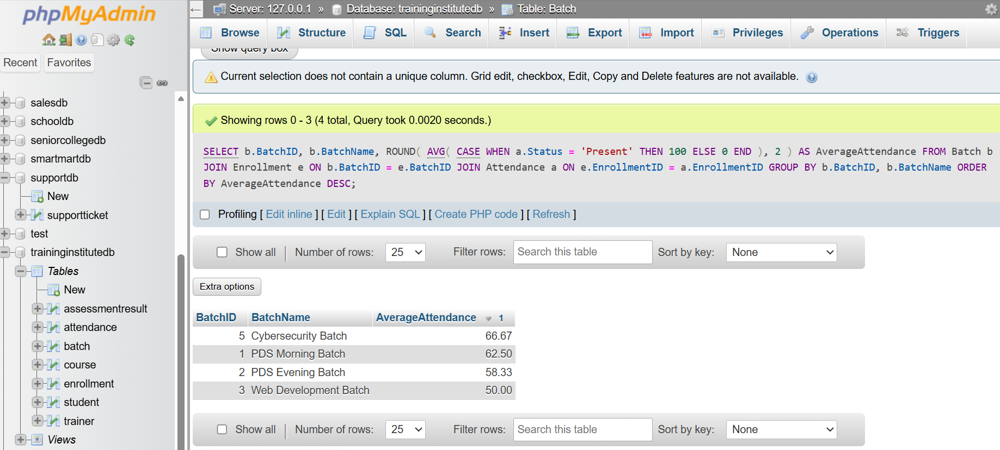 phpMyAdmin
Recent Favorites
salesdb
schooldb
seniorcollegedb
smartmartdb
supportdb
New
supportticket
test
traininginstitutedb
Tables
New
assessmentresult
attendance
batch
course
enrollment
student
trainer
Views
Server: 127.0.0.1 » Database: traininginstitutedb » Table: Batch
Browse Structure SQL Search Insert Export Import Privileges Operations Triggers
Show query box
Current selection does not contain a unique column. Grid edit, checkbox, Edit, Copy and Delete features are not available.
Showing rows 0 - 3 (4 total, Query took 0.0020 seconds.)
SELECT b.BatchID, b.BatchName, ROUND( AVG( CASE WHEN a.Status = 'Present' THEN 100 ELSE 0 END ), 2 ) AS AverageAttendance FROM Batch b
JOIN Enrollment e ON b.BatchID = e.BatchID JOIN Attendance a ON e.EnrollmentID = a.EnrollmentID GROUP BY b.BatchID, b.BatchName ORDER
BY AverageAttendance DESC;
Profiling [ Edit inline ] [ Edit ] [ Explain SQL ] [ Create PHP code ] [ Refresh ]
Show all | Number of rows: 25 Filter rows: Search this table Sort by key: None
Extra options
BatchID BatchName AverageAttendance 1
5 Cybersecurity Batch 66.67
1 PDS Morning Batch 62.50
2 PDS Evening Batch 58.33
3 Web Development Batch 50.00
Show all | Number of rows: 25 Filter rows: Search this table Sort by key: None